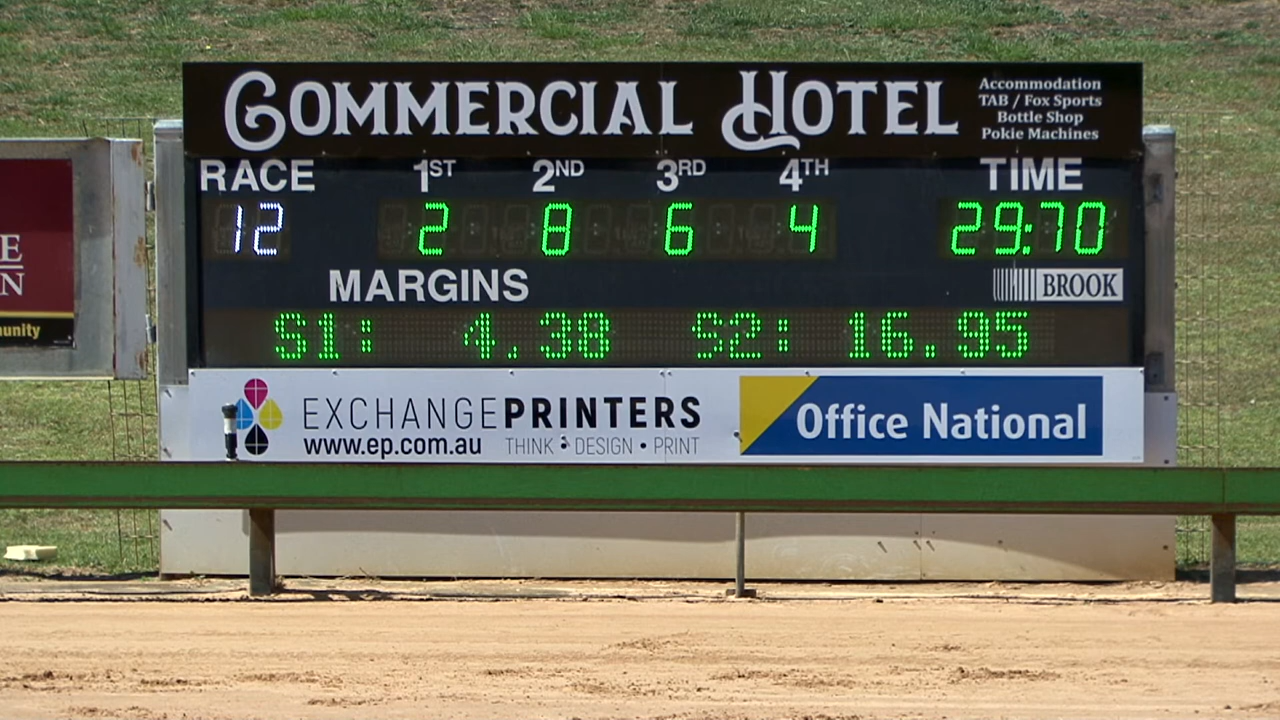 COMMERCIAL HOTEL
Accommodation
TAB / Fox Sports
Bottle Shop
Pokie Machines
RACE 1ST 2ND 3RD 4TH TIME
12 2 8 6 4 29:70
MARGINS
BROOK
S1: 4.38 S2: 16.95
EXCHANGEPRINTERS
www.ep.com.au THINK • DESIGN • PRINT
Office National
E
N
unity